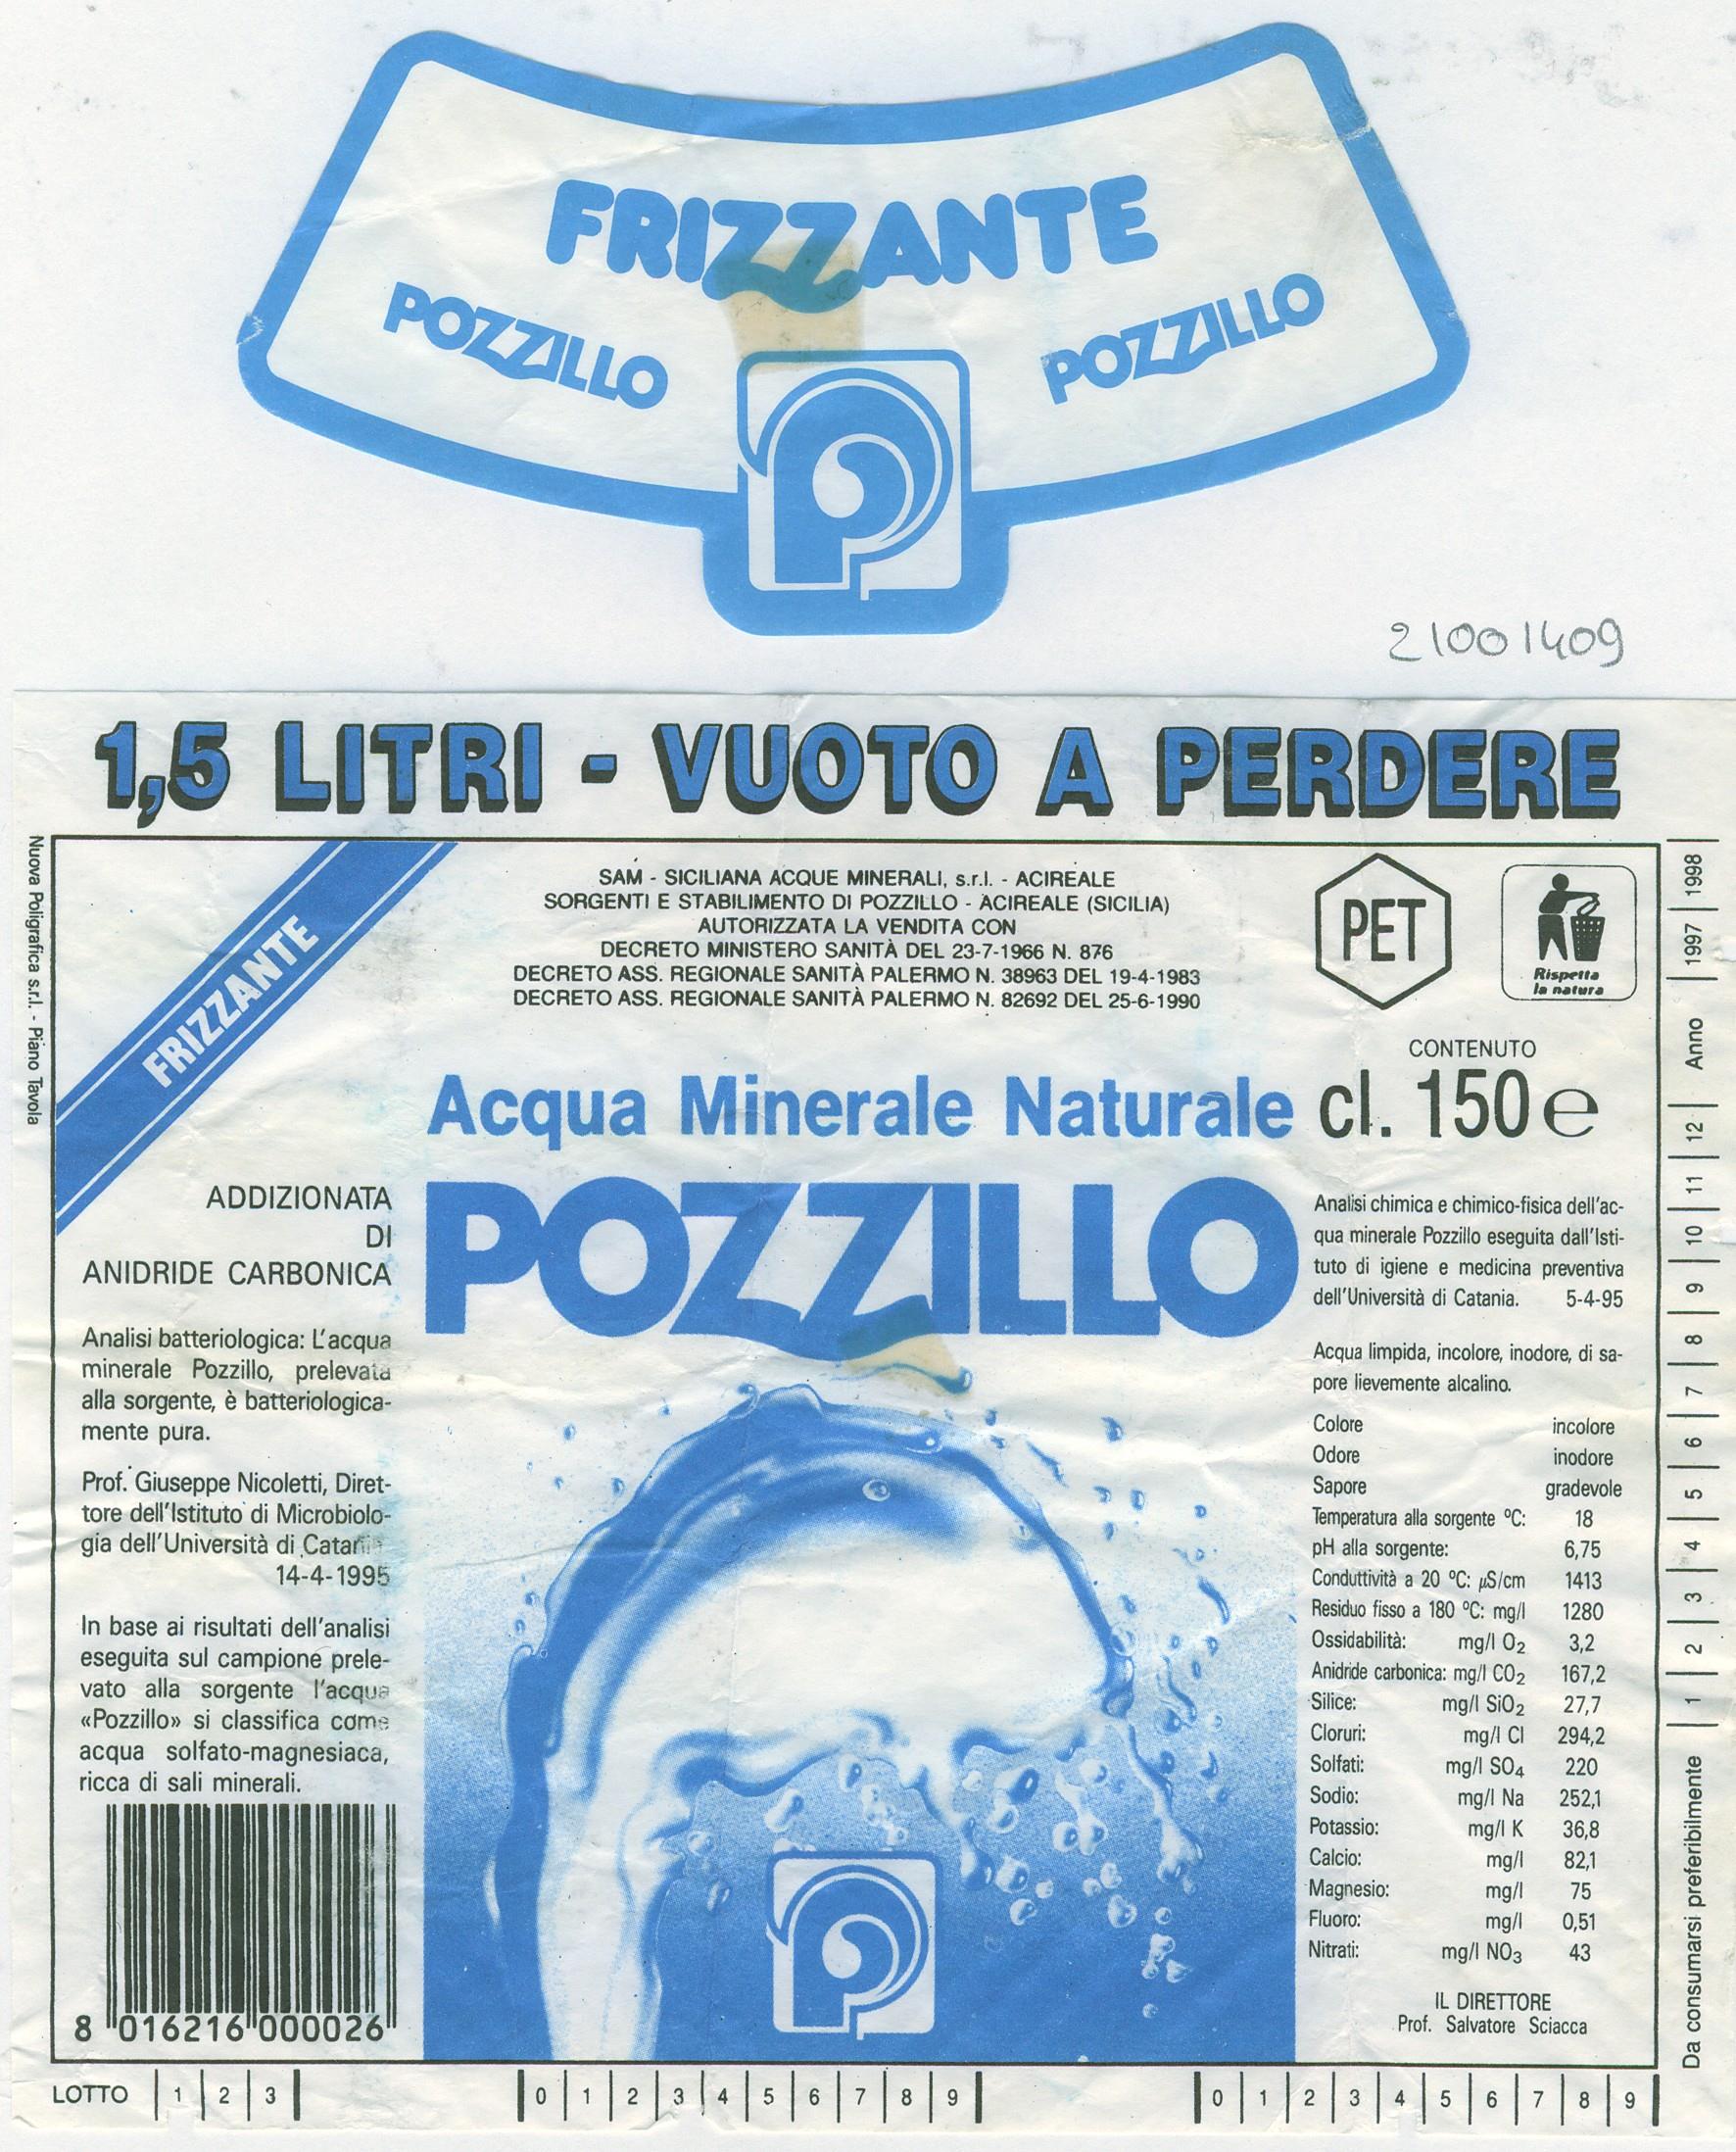 FRIZZANTE
POZZILLO
POZZILLO
21001409
1,5 LITRI - VUOTO A PERDERE
Nuova Poligrafica s.r.l. - Piano Tavola
FRIZZANTE
SAM - SICILIANA ACQUE MINERALI, s.r.l. - ACIREALE
SORGENTI E STABILIMENTO DI POZZILLO - ACIREALE (SICILIA)
AUTORIZZATA LA VENDITA CON
DECRETO MINISTERO SANITÀ DEL 23-7-1966 N. 876
DECRETO ASS. REGIONALE SANITÀ PALERMO N. 38963 DEL 19-4-1983
DECRETO ASS. REGIONALE SANITÀ PALERMO N. 82692 DEL 25-6-1990
PET
Rispetta
la natura
CONTENUTO
cl. 150 e
Acqua Minerale Naturale
POZZILLO
ADDIZIONATA
DI
ANIDRIDE CARBONICA
Analisi batteriologica: L'acqua
minerale Pozzillo, prelevata
alla sorgente, è batteriologica-
mente pura.
Prof. Giuseppe Nicoletti, Diret-
tore dell'Istituto di Microbiolo-
gia dell'Università di Catania
14-4-1995
In base ai risultati dell'analisi
eseguita sul campione prele-
vato alla sorgente l'acqua
«Pozzillo» si classifica come
acqua solfato-magnesiaca,
ricca di sali minerali.
8 016216 000026
Analisi chimica e chimico-fisica dell'ac-
qua minerale Pozzillo eseguita dall'Isti-
tuto di igiene e medicina preventiva
dell'Università di Catania. 5-4-95
Acqua limpida, incolore, inodore, di sa-
pore lievemente alcalino.
Colore incolore
Odore inodore
Sapore gradevole
Temperatura alla sorgente °C: 18
pH alla sorgente: 6,75
Conduttività a 20 °C: µS/cm 1413
Residuo fisso a 180 °C: mg/l 1280
Ossidabilità: mg/l O2 3,2
Anidride carbonica: mg/l CO2 167,2
Silice: mg/l SiO2 27,7
Cloruri: mg/l Cl 294,2
Solfati: mg/l SO4 220
Sodio: mg/l Na 252,1
Potassio: mg/l K 36,8
Calcio: mg/l 82,1
Magnesio: mg/l 75
Fluoro: mg/l 0,51
Nitrati: mg/l NO3 43
IL DIRETTORE
Prof. Salvatore Sciacca
Da consumarsi preferibilmente 1 2 3 4 5 6 7 8 9 10 11 12 Anno 1997 1998
LOTTO 1 2 3 0 1 2 3 4 5 6 7 8 9 0 1 2 3 4 5 6 7 8 9